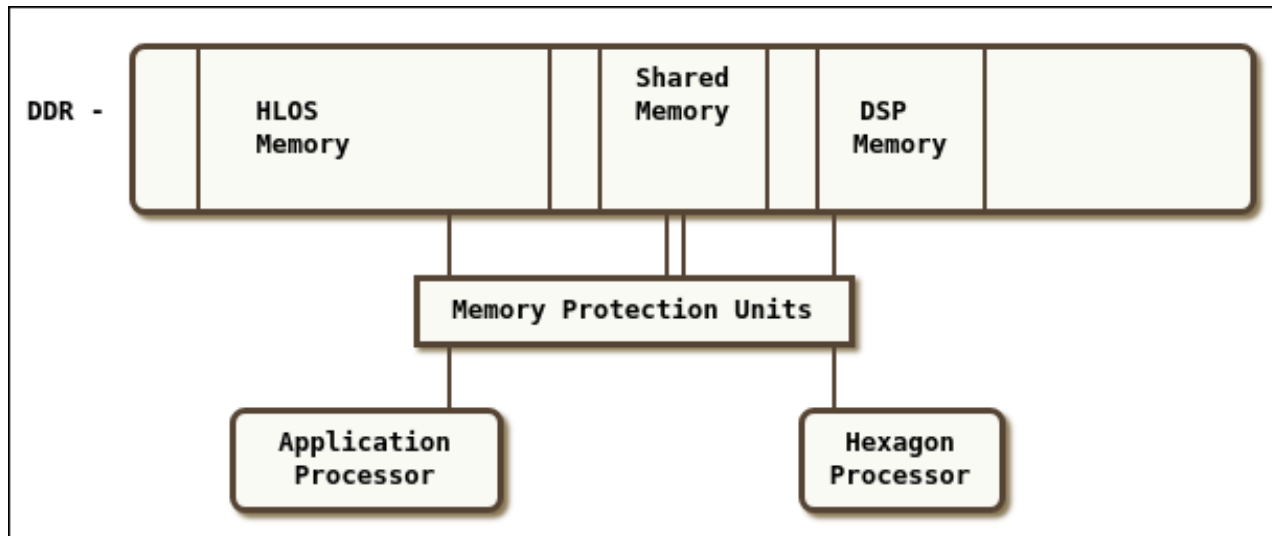 DDR -
HLOS
Memory
Shared
Memory
DSP
Memory
Memory Protection Units
Application
Processor
Hexagon
Processor